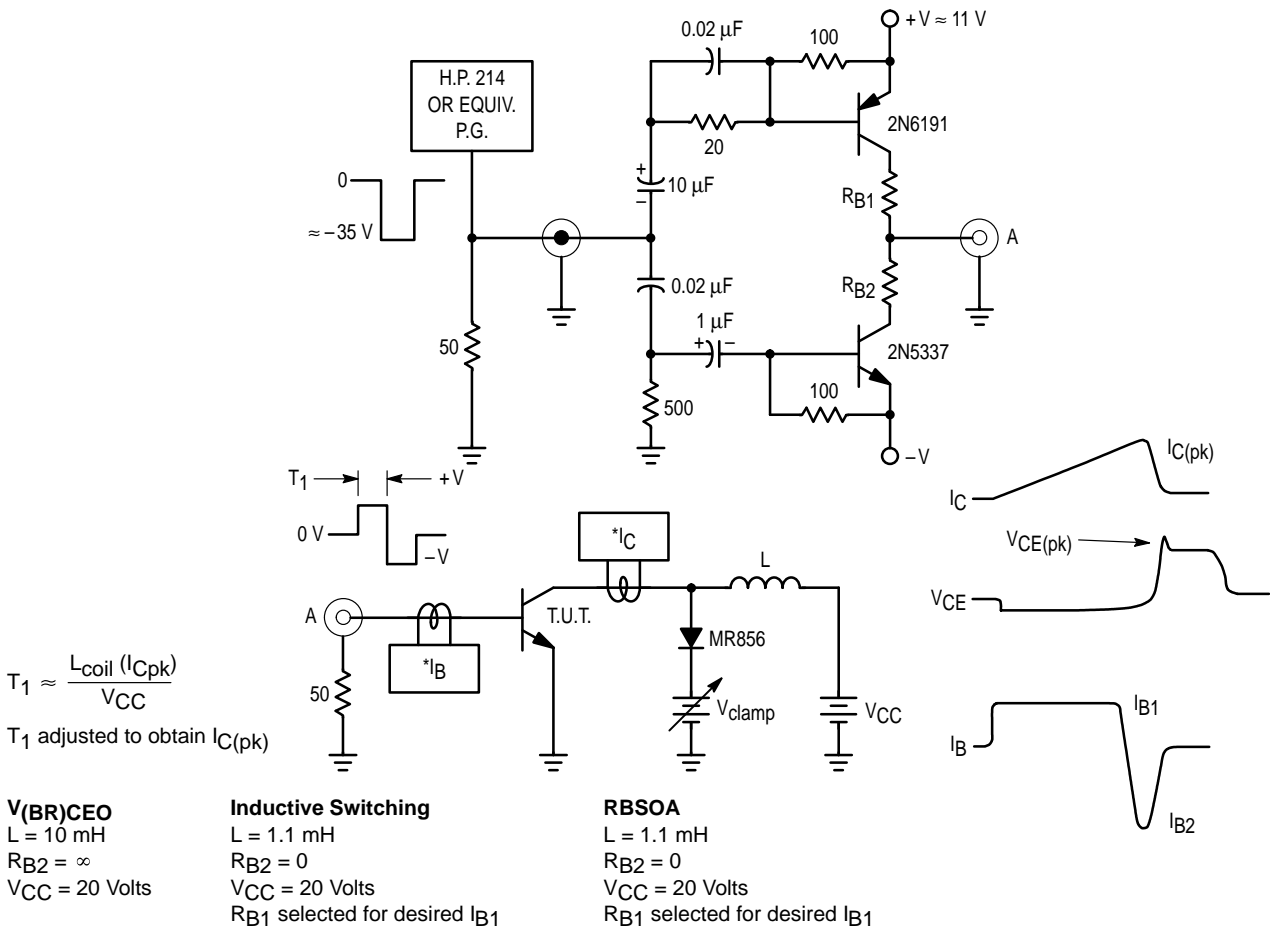 +V ≈ 11 V
0.02 µF
100
H.P. 214
OR EQUIV.
P.G.
20
2N6191
+
10 µF
−
RB1
0
≈ −35 V
A
RB2
0.02 µF
1 µF
+ −
50
2N5337
500
100
−V
T1
+V
0 V
−V
*IC
L
A
T.U.T.
*IB
MR856
50
Vclamp
VCC
IC(pk)
IC
VCE(pk)
VCE
IB1
IB
IB2
T1 ≈ Lcoil (ICpk)
VCC
T1 adjusted to obtain IC(pk)
V(BR)CEO
L = 10 mH
RB2 = ∞
VCC = 20 Volts
Inductive Switching
L = 1.1 mH
RB2 = 0
VCC = 20 Volts
RB1 selected for desired IB1
RBSOA
L = 1.1 mH
RB2 = 0
VCC = 20 Volts
RB1 selected for desired IB1